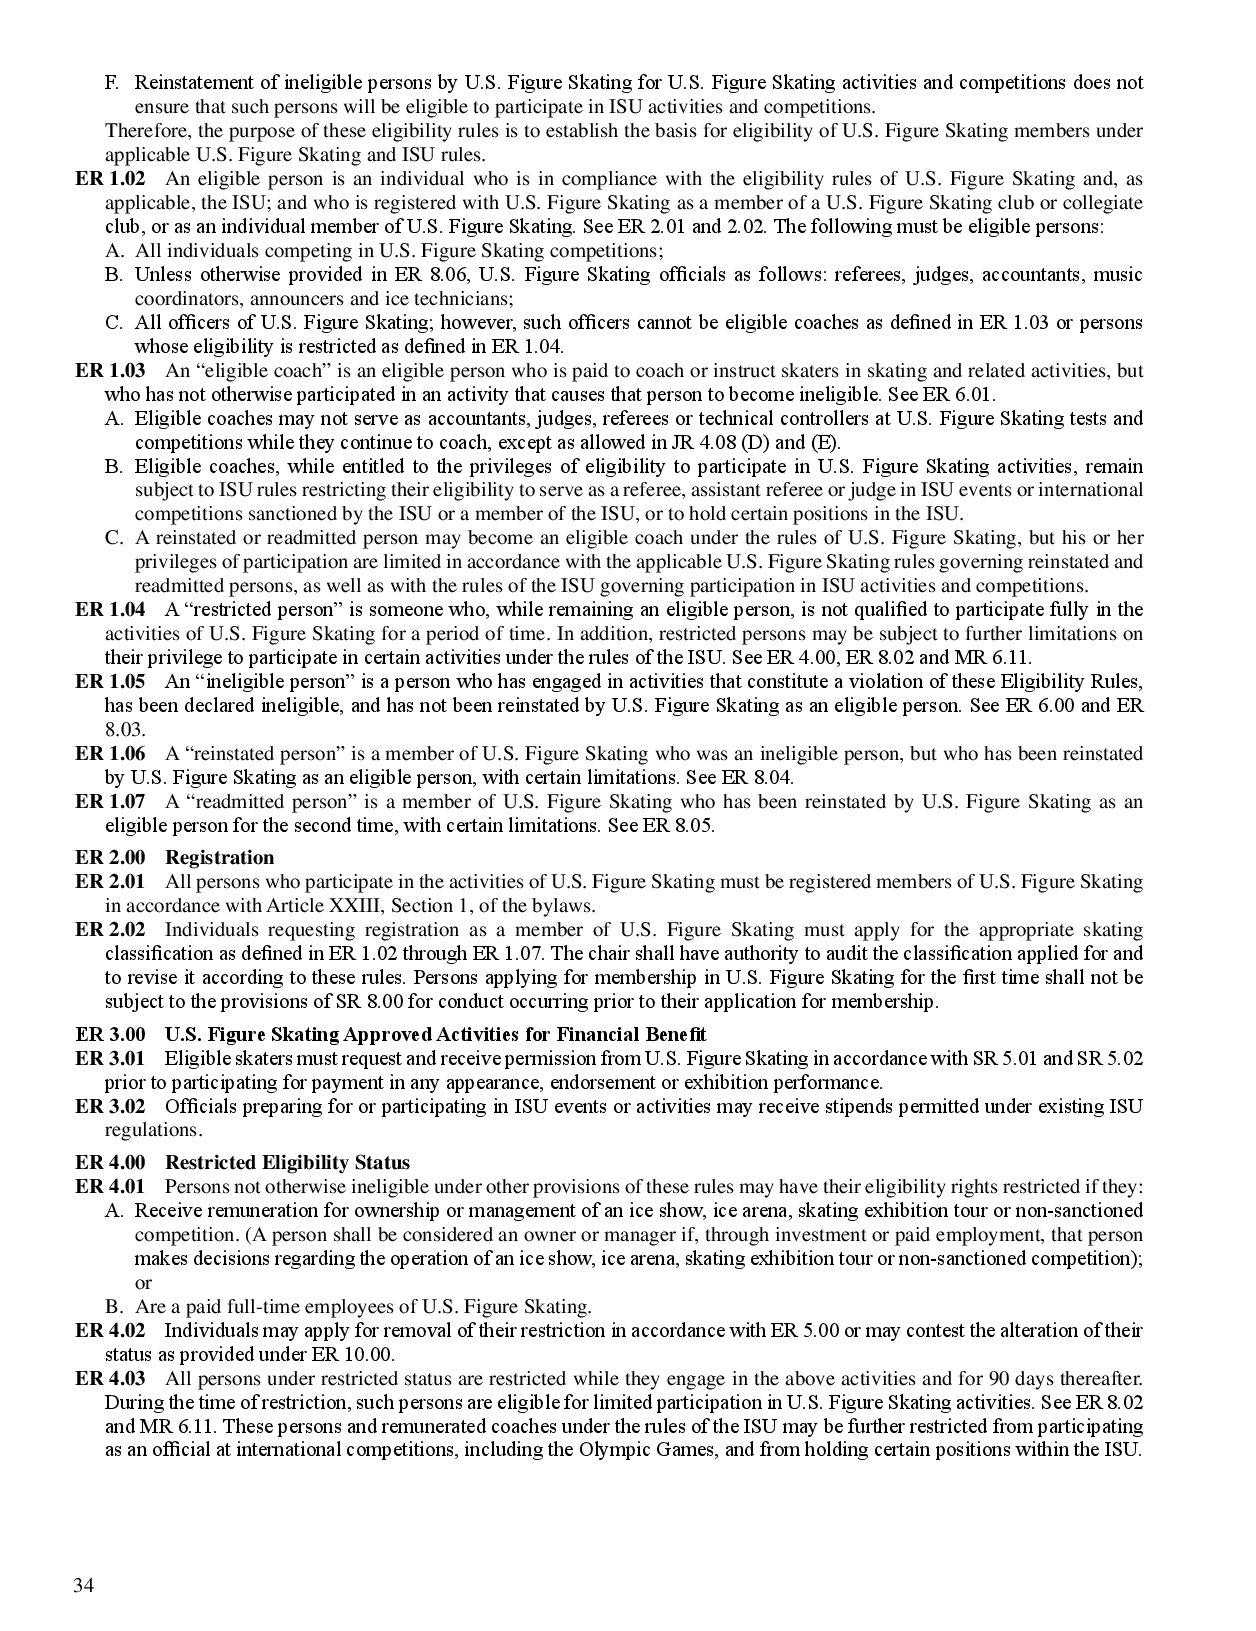 F. Reinstatement of ineligible persons by U.S. Figure Skating for U.S. Figure Skating activities and competitions does not
ensure that such persons will be eligible to participate in ISU activities and competitions.
Therefore, the purpose of these eligibility rules is to establish the basis for eligibility of U.S. Figure Skating members under
applicable U.S. Figure Skating and ISU rules.
ER 1.02 An eligible person is an individual who is in compliance with the eligibility rules of U.S. Figure Skating and, as
applicable, the ISU; and who is registered with U.S. Figure Skating as a member of a U.S. Figure Skating club or collegiate
club, or as an individual member of U.S. Figure Skating. See ER 2.01 and 2.02. The following must be eligible persons:
A. All individuals competing in U.S. Figure Skating competitions;
B. Unless otherwise provided in ER 8.06, U.S. Figure Skating officials as follows: referees, judges, accountants, music
coordinators, announcers and ice technicians;
C. All officers of U.S. Figure Skating; however, such officers cannot be eligible coaches as defined in ER 1.03 or persons
whose eligibility is restricted as defined in ER 1.04.
ER 1.03 An “eligible coach” is an eligible person who is paid to coach or instruct skaters in skating and related activities, but
who has not otherwise participated in an activity that causes that person to become ineligible. See ER 6.01.
A. Eligible coaches may not serve as accountants, judges, referees or technical controllers at U.S. Figure Skating tests and
competitions while they continue to coach, except as allowed in JR 4.08 (D) and (E).
B. Eligible coaches, while entitled to the privileges of eligibility to participate in U.S. Figure Skating activities, remain
subject to ISU rules restricting their eligibility to serve as a referee, assistant referee or judge in ISU events or international
competitions sanctioned by the ISU or a member of the ISU, or to hold certain positions in the ISU.
C. A reinstated or readmitted person may become an eligible coach under the rules of U.S. Figure Skating, but his or her
privileges of participation are limited in accordance with the applicable U.S. Figure Skating rules governing reinstated and
readmitted persons, as well as with the rules of the ISU governing participation in ISU activities and competitions.
ER 1.04 A “restricted person” is someone who, while remaining an eligible person, is not qualified to participate fully in the
activities of U.S. Figure Skating for a period of time. In addition, restricted persons may be subject to further limitations on
their privilege to participate in certain activities under the rules of the ISU. See ER 4.00, ER 8.02 and MR 6.11.
ER 1.05 An “ineligible person” is a person who has engaged in activities that constitute a violation of these Eligibility Rules,
has been declared ineligible, and has not been reinstated by U.S. Figure Skating as an eligible person. See ER 6.00 and ER
8.03.
ER 1.06 A “reinstated person” is a member of U.S. Figure Skating who was an ineligible person, but who has been reinstated
by U.S. Figure Skating as an eligible person, with certain limitations. See ER 8.04.
ER 1.07 A “readmitted person” is a member of U.S. Figure Skating who has been reinstated by U.S. Figure Skating as an
eligible person for the second time, with certain limitations. See ER 8.05.
ER 2.00 Registration
ER 2.01 All persons who participate in the activities of U.S. Figure Skating must be registered members of U.S. Figure Skating
in accordance with Article XXIII, Section 1, of the bylaws.
ER 2.02 Individuals requesting registration as a member of U.S. Figure Skating must apply for the appropriate skating
classification as defined in ER 1.02 through ER 1.07. The chair shall have authority to audit the classification applied for and
to revise it according to these rules. Persons applying for membership in U.S. Figure Skating for the first time shall not be
subject to the provisions of SR 8.00 for conduct occurring prior to their application for membership.
ER 3.00 U.S. Figure Skating Approved Activities for Financial Benefit
ER 3.01 Eligible skaters must request and receive permission from U.S. Figure Skating in accordance with SR 5.01 and SR 5.02
prior to participating for payment in any appearance, endorsement or exhibition performance.
ER 3.02 Officials preparing for or participating in ISU events or activities may receive stipends permitted under existing ISU
regulations.
ER 4.00 Restricted Eligibility Status
ER 4.01 Persons not otherwise ineligible under other provisions of these rules may have their eligibility rights restricted if they:
A. Receive remuneration for ownership or management of an ice show, ice arena, skating exhibition tour or non-sanctioned
competition. (A person shall be considered an owner or manager if, through investment or paid employment, that person
makes decisions regarding the operation of an ice show, ice arena, skating exhibition tour or non-sanctioned competition);
or
B. Are a paid full-time employees of U.S. Figure Skating.
ER 4.02 Individuals may apply for removal of their restriction in accordance with ER 5.00 or may contest the alteration of their
status as provided under ER 10.00.
ER 4.03 All persons under restricted status are restricted while they engage in the above activities and for 90 days thereafter.
During the time of restriction, such persons are eligible for limited participation in U.S. Figure Skating activities. See ER 8.02
and MR 6.11. These persons and remunerated coaches under the rules of the ISU may be further restricted from participating
as an official at international competitions, including the Olympic Games, and from holding certain positions within the ISU.
34